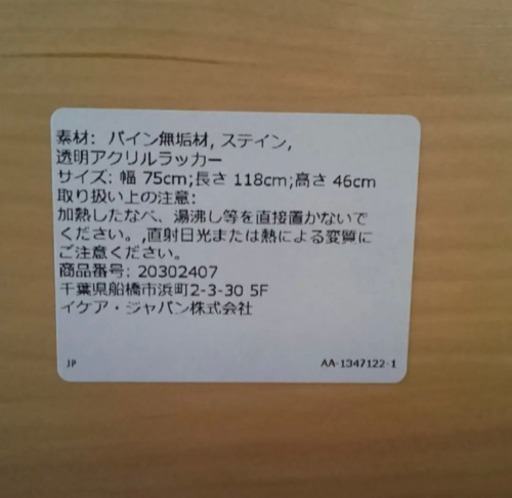 素材: パイン無垢材, ステイン,
透明アクリルラッカー
サイズ: 幅 75cm;長さ 118cm;高さ 46cm
取り扱い上の注意:
加熱したなべ、湯沸し等を直接置かないで
ください。,直射日光または熱による変質に
ご注意ください。
商品番号: 20302407
千葉県船橋市浜町2-3-30 5F
イケア・ジャパン株式会社
JP AA-1347122-1